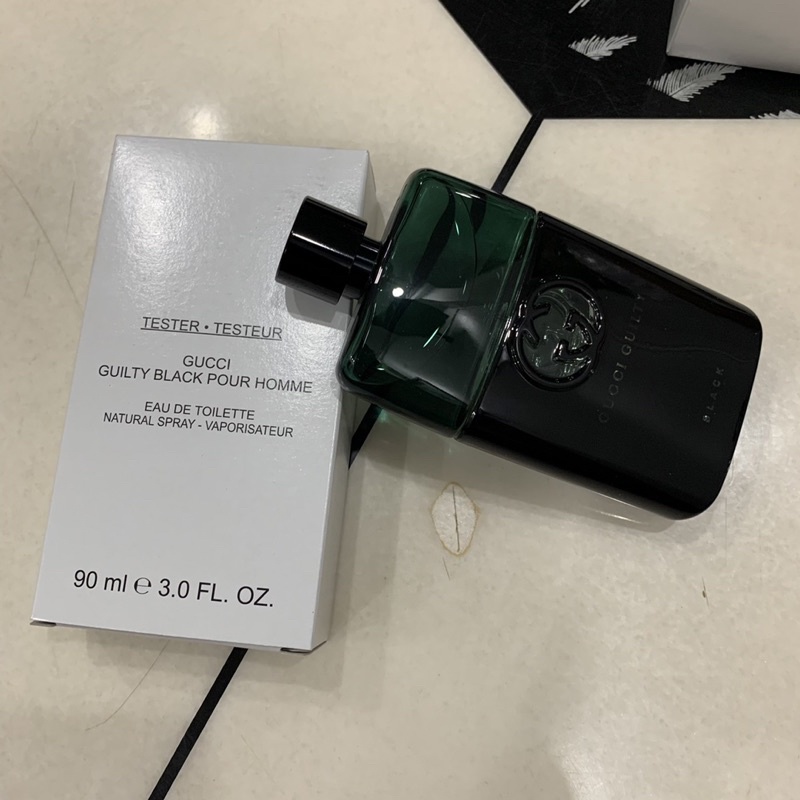 TESTER • TESTEUR
GUCCI
GUILTY BLACK POUR HOMME
EAU DE TOILETTE
NATURAL SPRAY - VAPORISATEUR
90 ml ℮ 3.0 FL. OZ.
GUCCI GUILTY
BLACK